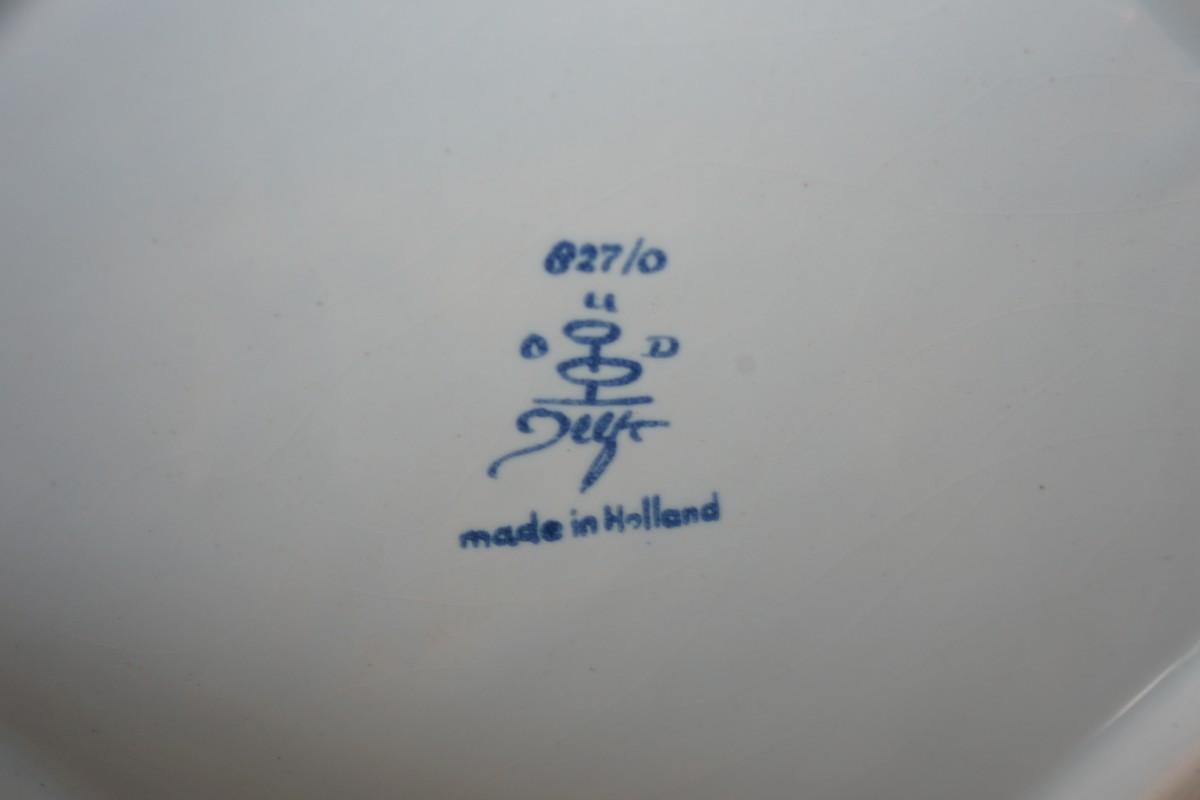 827/0
u
O D
Delft
made in Holland